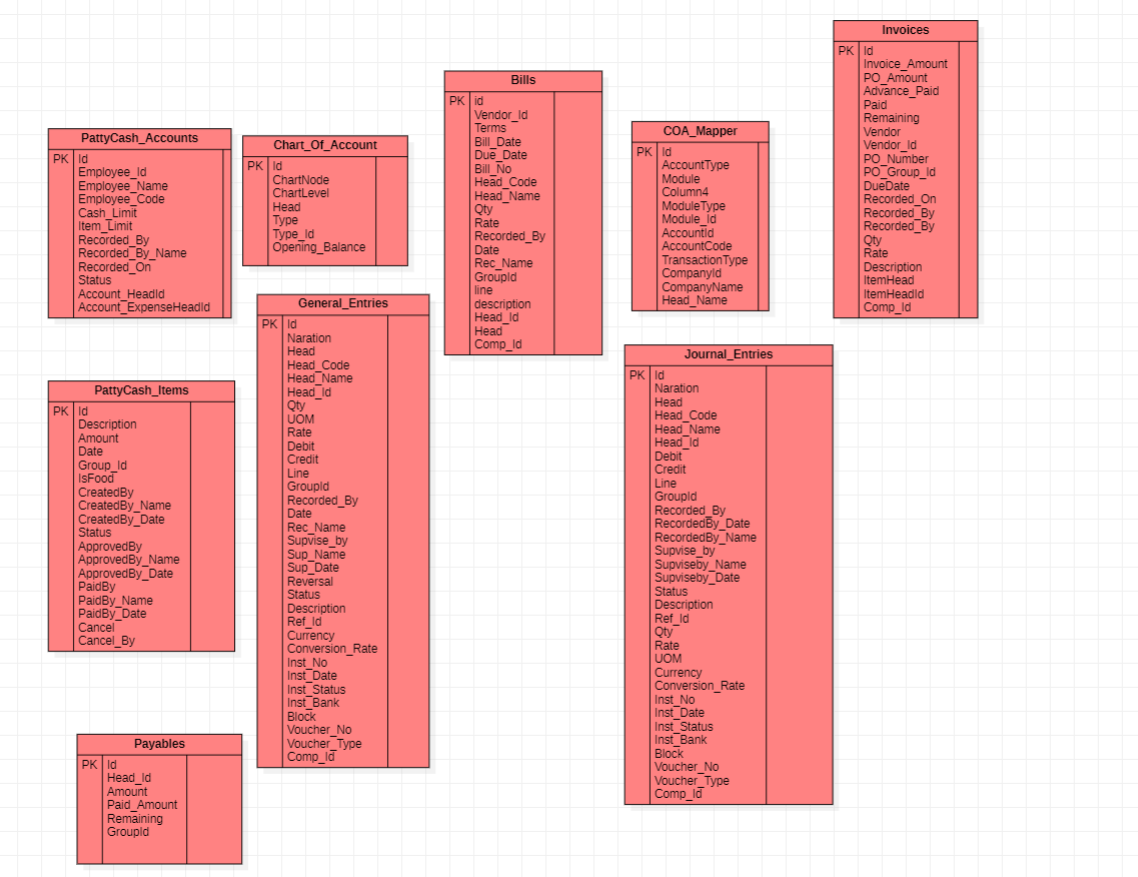 PattyCash_Accounts
PK Id
Employee_Id
Employee_Name
Employee_Code
Cash_Limit
Item_Limit
Recorded_By
Recorded_By_Name
Recorded_On
Status
Account_HeadId
Account_ExpenseHeadId
Chart_Of_Account
PK Id
ChartNode
ChartLevel
Head
Type
Type_Id
Opening_Balance
Bills
PK id
Vendor_Id
Terms
Bill_Date
Due_Date
Bill_No
Head_Code
Head_Name
Qty
Rate
Recorded_By
Date
Rec_Name
GroupId
line
description
Head_Id
Head
Comp_Id
COA_Mapper
PK Id
AccountType
Module
Column4
ModuleType
Module_Id
AccountId
AccountCode
TransactionType
CompanyId
CompanyName
Head_Name
Invoices
PK Id
Invoice_Amount
PO_Amount
Advance_Paid
Paid
Remaining
Vendor
Vendor_Id
PO_Number
PO_Group_Id
DueDate
Recorded_On
Recorded_By
Recorded_By
Qty
Rate
Description
ItemHead
ItemHeadId
Comp_Id
PattyCash_Items
PK Id
Description
Amount
Date
Group_Id
IsFood
CreatedBy
CreatedBy_Name
CreatedBy_Date
Status
ApprovedBy
ApprovedBy_Name
ApprovedBy_Date
PaidBy
PaidBy_Name
PaidBy_Date
Cancel
Cancel_By
General_Entries
PK Id
Naration
Head
Head_Code
Head_Name
Head_Id
Qty
UOM
Rate
Debit
Credit
Line
GroupId
Recorded_By
Date
Rec_Name
Supvise_by
Sup_Name
Sup_Date
Reversal
Status
Description
Ref_Id
Currency
Conversion_Rate
Inst_No
Inst_Date
Inst_Status
Inst_Bank
Block
Voucher_No
Voucher_Type
Comp_Id
Journal_Entries
PK Id
Naration
Head
Head_Code
Head_Name
Head_Id
Debit
Credit
Line
GroupId
Recorded_By
RecordedBy_Date
RecordedBy_Name
Supvise_by
Supviseby_Name
Supviseby_Date
Status
Description
Ref_Id
Qty
Rate
UOM
Currency
Conversion_Rate
Inst_No
Inst_Date
Inst_Status
Inst_Bank
Block
Voucher_No
Voucher_Type
Comp_Id
Payables
PK Id
Head_Id
Amount
Paid_Amount
Remaining
GroupId